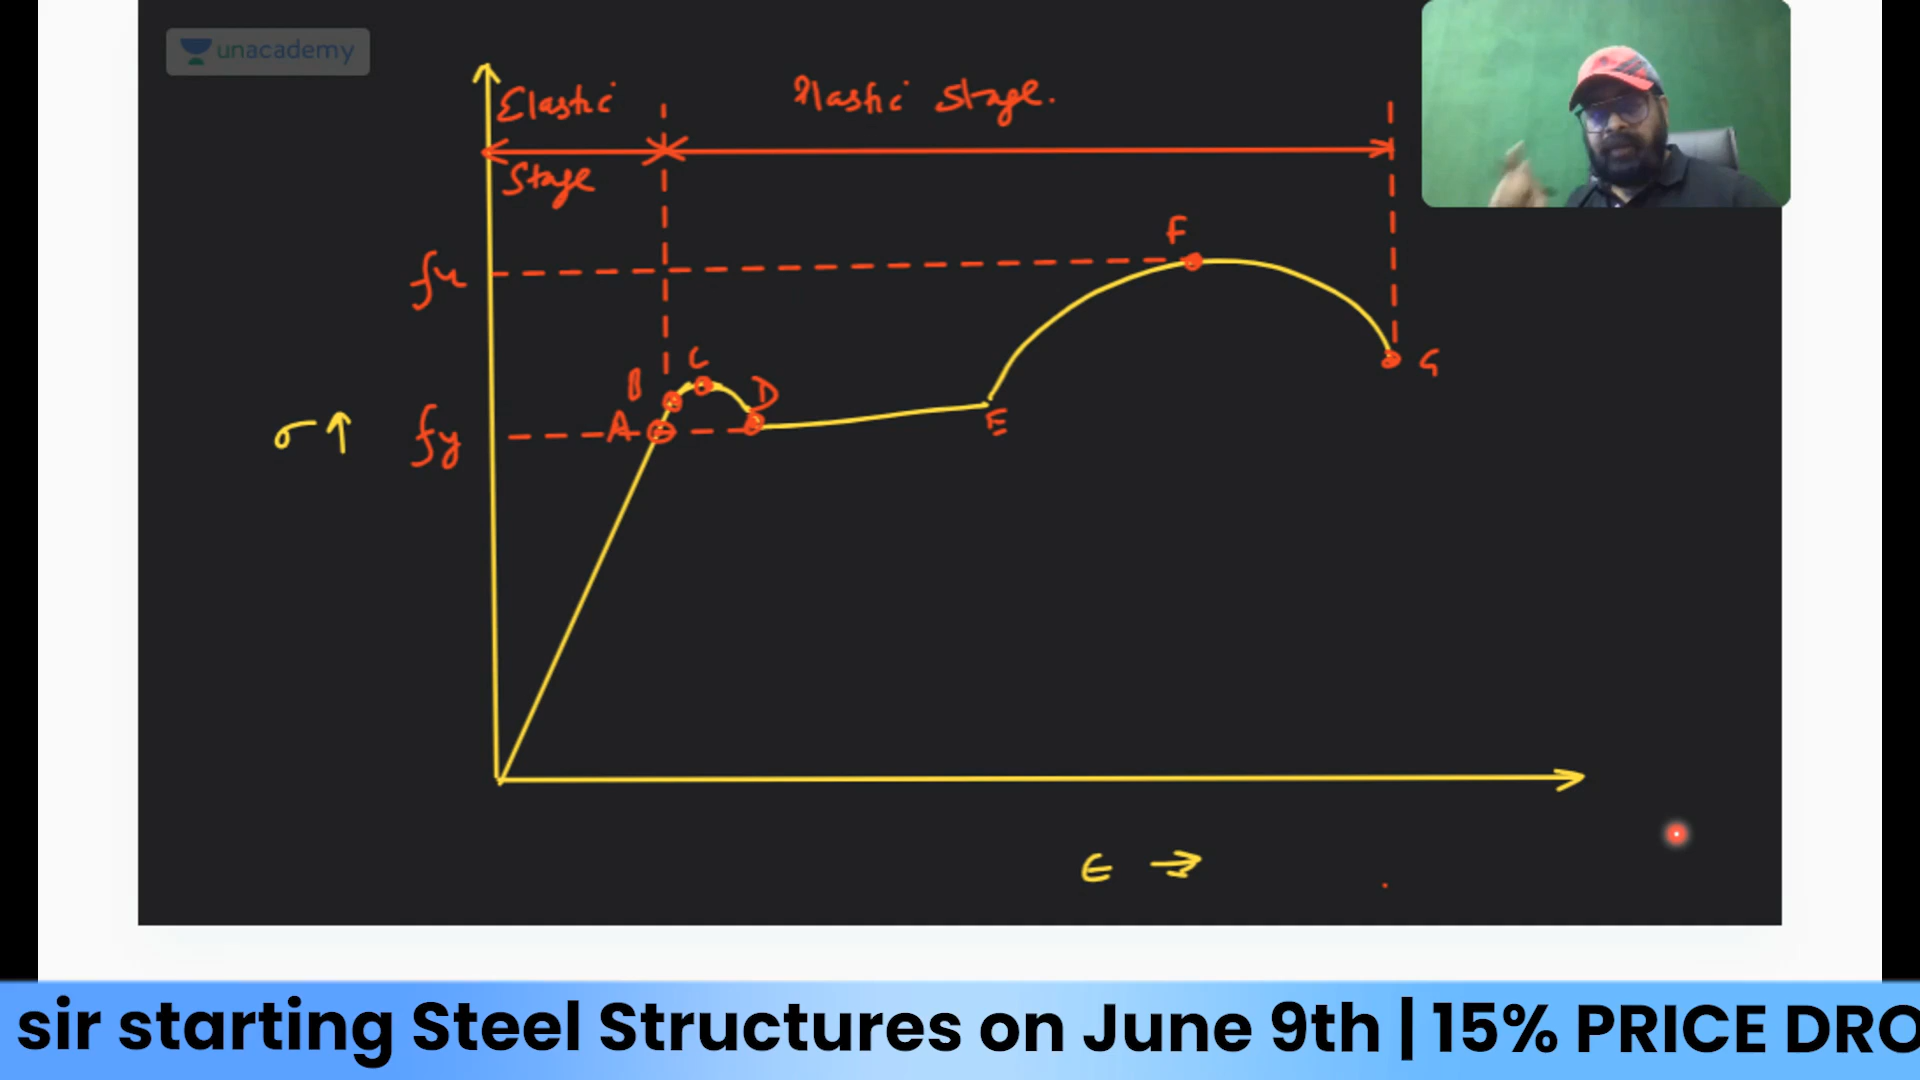 unacademy
Elastic
Plastic Stage.
Stage
F
fu
G
C
B
D
A
E
σ↑
fy
ϵ →
sir starting Steel Structures on June 9th | 15% PRICE DRO